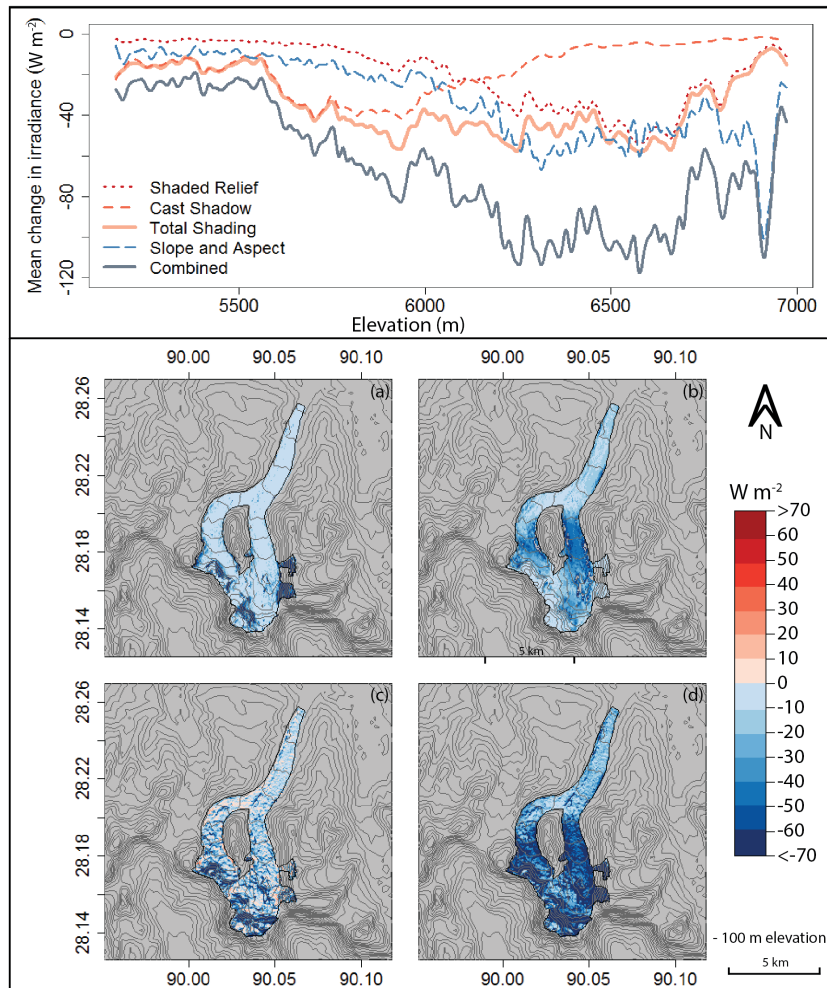 Mean change in irradiance (W m-2)
0
-40
-80
-120
Shaded Relief
Cast Shadow
Total Shading
Slope and Aspect
Combined
5500 6000 6500 7000
Elevation (m)
90.00 90.05 90.10 90.00 90.05 90.10
28.26
28.22
28.18
28.14
(a)
(b)
5 km
N
W m-2
>70
60
50
40
30
20
10
0
-10
-20
-30
-40
-50
-60
<-70
28.26
28.22
28.18
28.14
(c)
(d)
90.00 90.05 90.10 90.00 90.05 90.10
- 100 m elevation
5 km